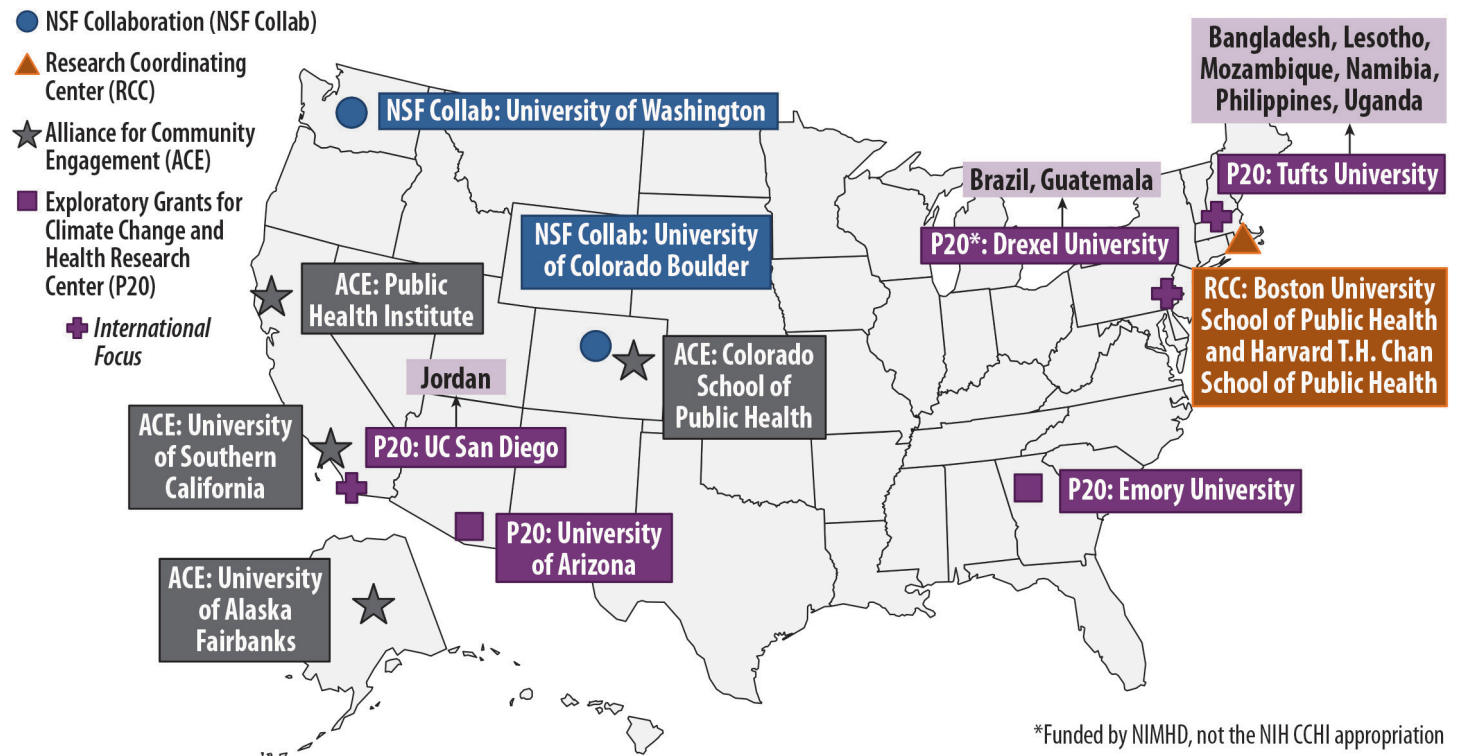 NSF Collaboration (NSF Collab)
Research Coordinating
Center (RCC)
Alliance for Community
Engagement (ACE)
Exploratory Grants for
Climate Change and
Health Research
Center (P20)
International
Focus
NSF Collab: University of Washington
Bangladesh, Lesotho,
Mozambique, Namibia,
Philippines, Uganda
P20: Tufts University
Brazil, Guatemala
P20*: Drexel University
NSF Collab: University
of Colorado Boulder
ACE: Public
Health Institute
RCC: Boston University
School of Public Health
and Harvard T.H. Chan
School of Public Health
ACE: Colorado
School of
Public Health
Jordan
P20: UC San Diego
ACE: University
of Southern
California
P20: Emory University
P20: University
of Arizona
ACE: University
of Alaska
Fairbanks
*Funded by NIMHD, not the NIH CCHI appropriation